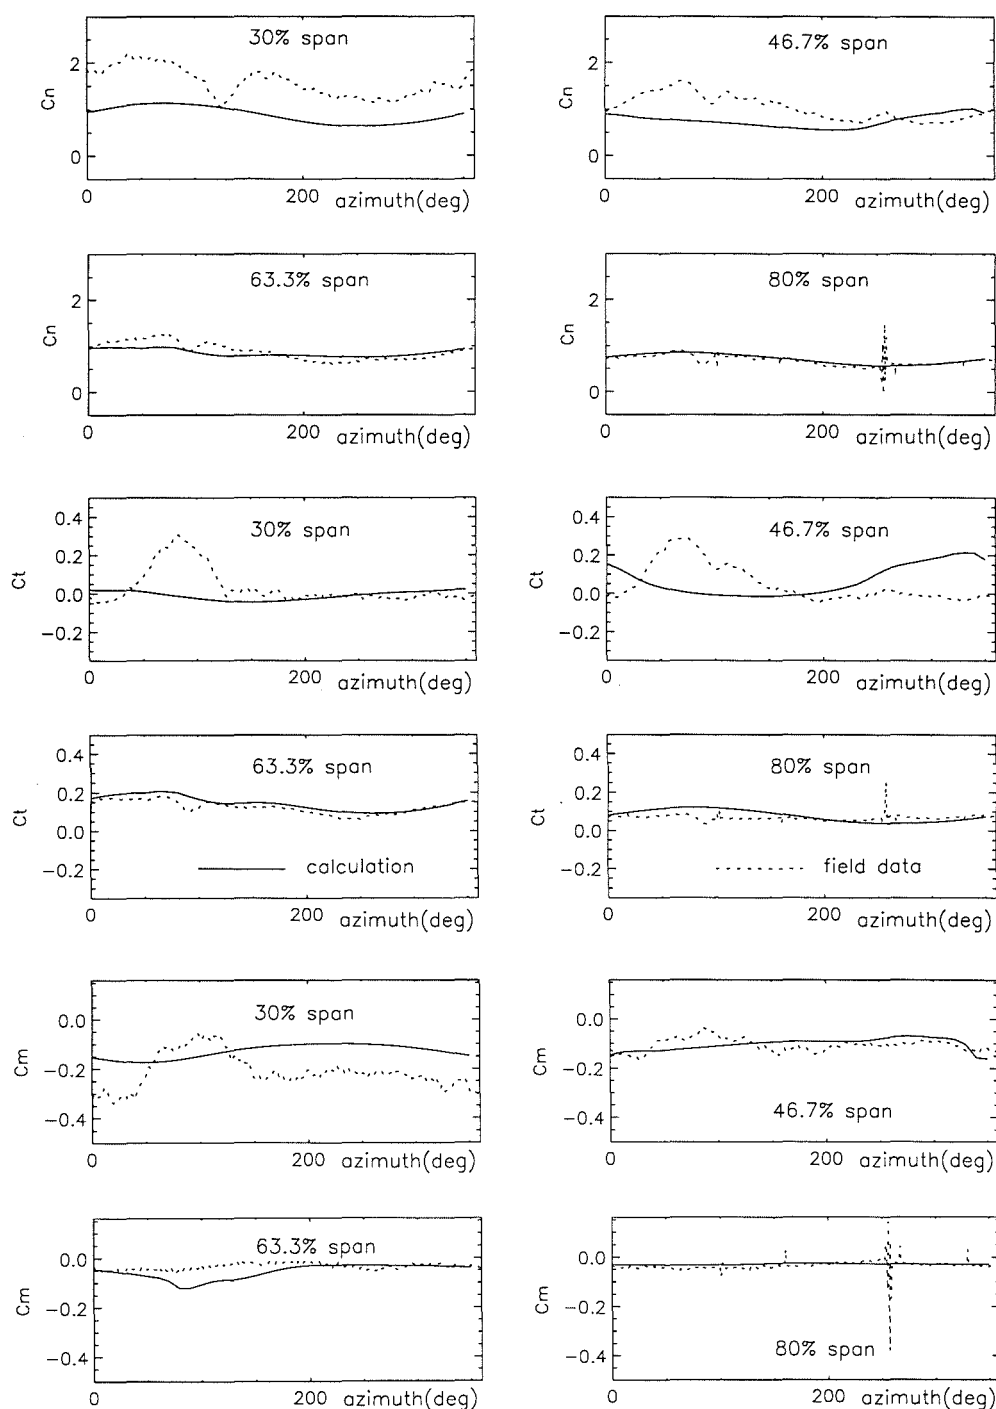 30% span
2
Cn
0
0
200
azimuth(deg)
46.7% span
2
Cn
0
0
200
azimuth(deg)
63.3% span
2
Cn
0
0
200
azimuth(deg)
80% span
2
Cn
0
0
200
azimuth(deg)
30% span
0.4
0.2
Ct
0.0
−0.2
0
200
azimuth(deg)
46.7% span
0.4
0.2
Ct
0.0
−0.2
0
200
azimuth(deg)
63.3% span
0.4
0.2
Ct
0.0
−0.2
calculation
0
200
azimuth(deg)
80% span
0.4
0.2
Ct
0.0
−0.2
field data
0
200
azimuth(deg)
30% span
0.0
Cm
−0.2
−0.4
0
200
azimuth(deg)
0.0
Cm
−0.2
−0.4
46.7% span
0
200
azimuth(deg)
63.3% span
0.0
Cm
−0.2
−0.4
0
200
azimuth(deg)
0.0
Cm
−0.2
−0.4
80% span
0
200
azimuth(deg)